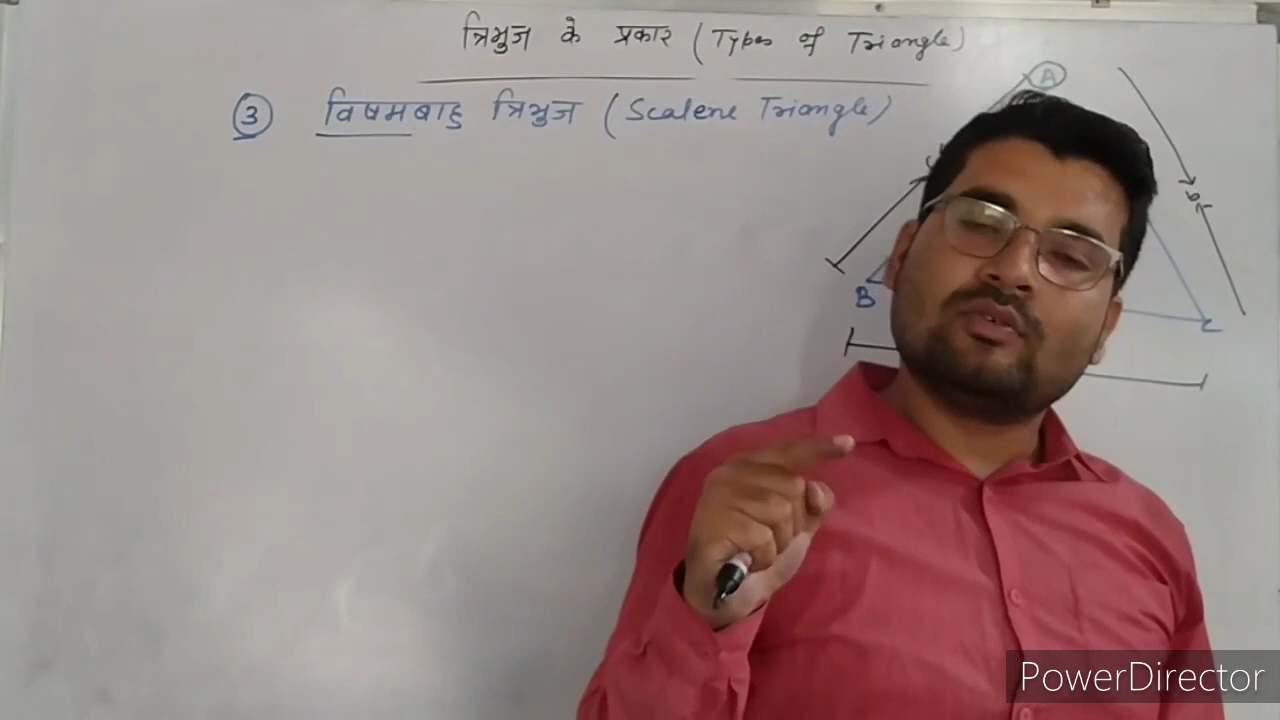 त्रिभुज के प्रकार (Types of Triangle)
③ विषमबाहु त्रिभुज (Scalene Triangle)
A
b
B
C
PowerDirector